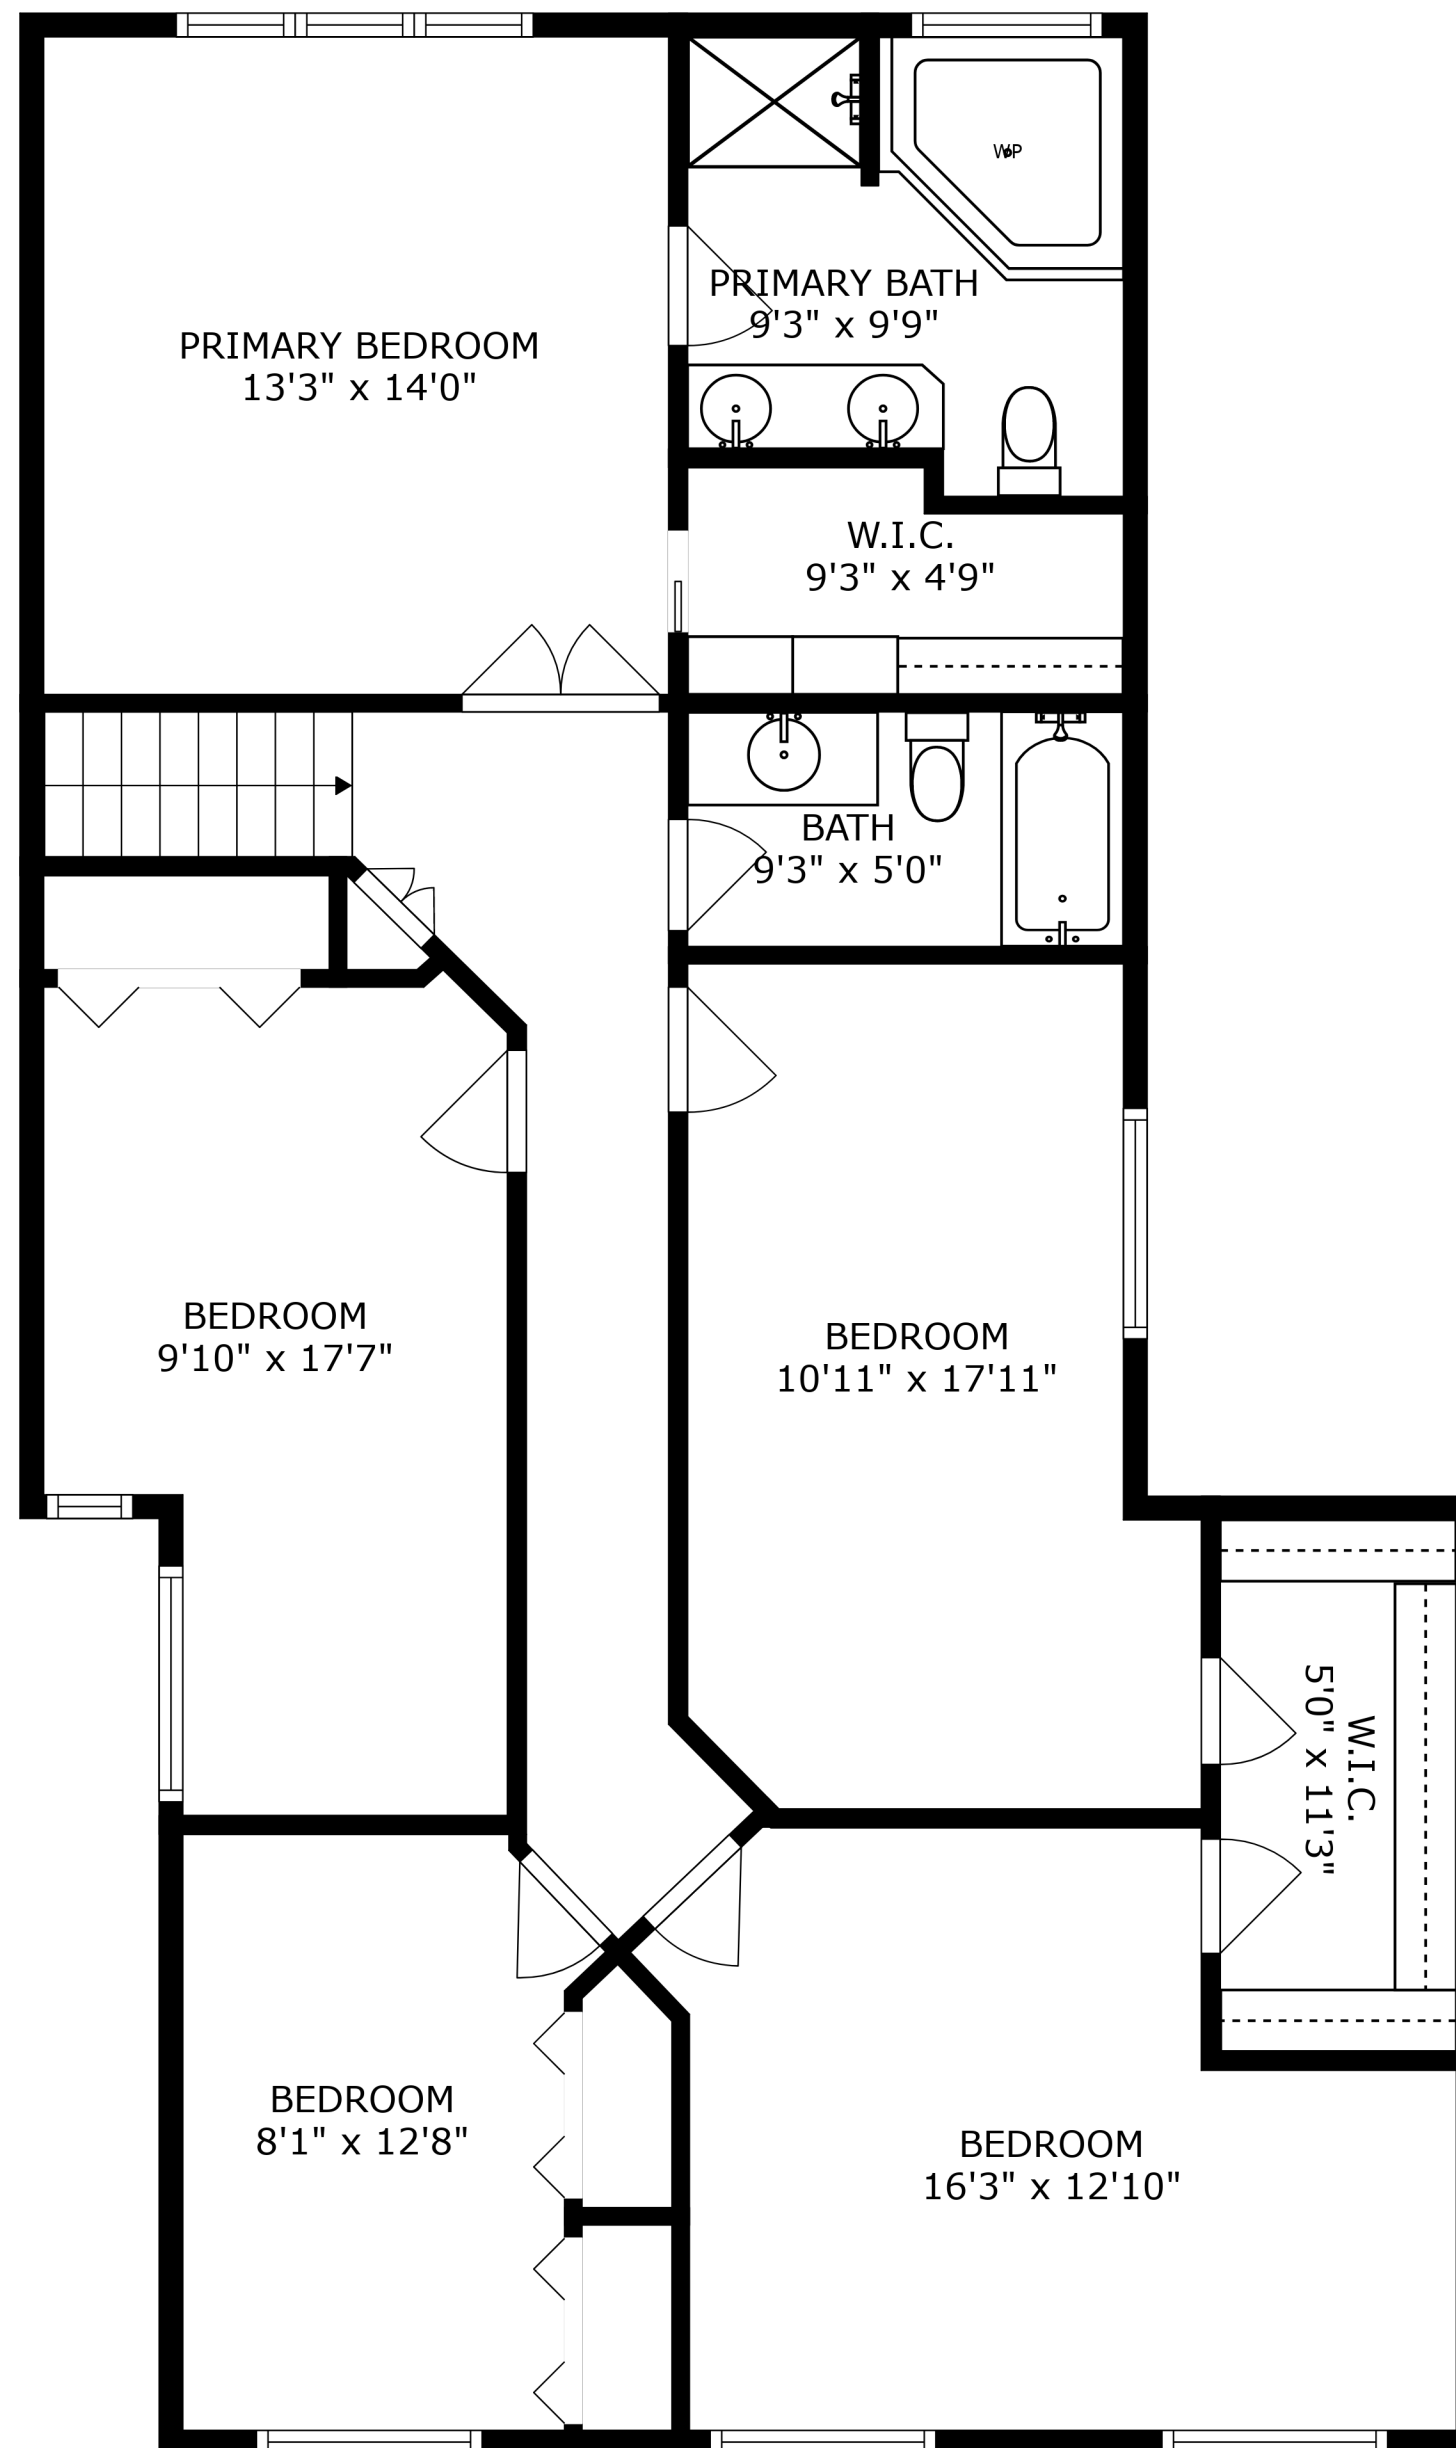 WP
PRIMARY BATH
9'3" x 9'9"
PRIMARY BEDROOM
13'3" x 14'0"
W.I.C.
9'3" x 4'9"
BATH
9'3" x 5'0"
BEDROOM
9'10" x 17'7"
BEDROOM
10'11" x 17'11"
W.I.C.
5'0" x 11'3"
BEDROOM
8'1" x 12'8"
BEDROOM
16'3" x 12'10"